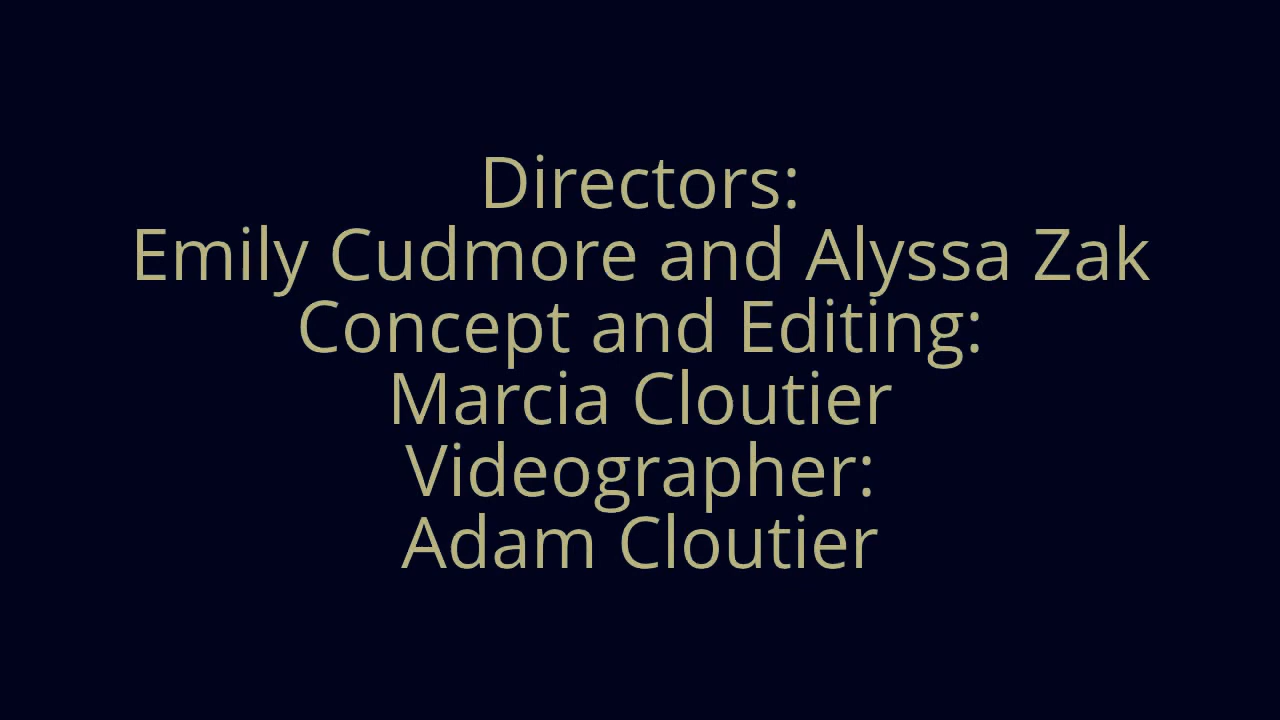 Directors:
Emily Cudmore and Alyssa Zak
Concept and Editing:
Marcia Cloutier
Videographer:
Adam Cloutier